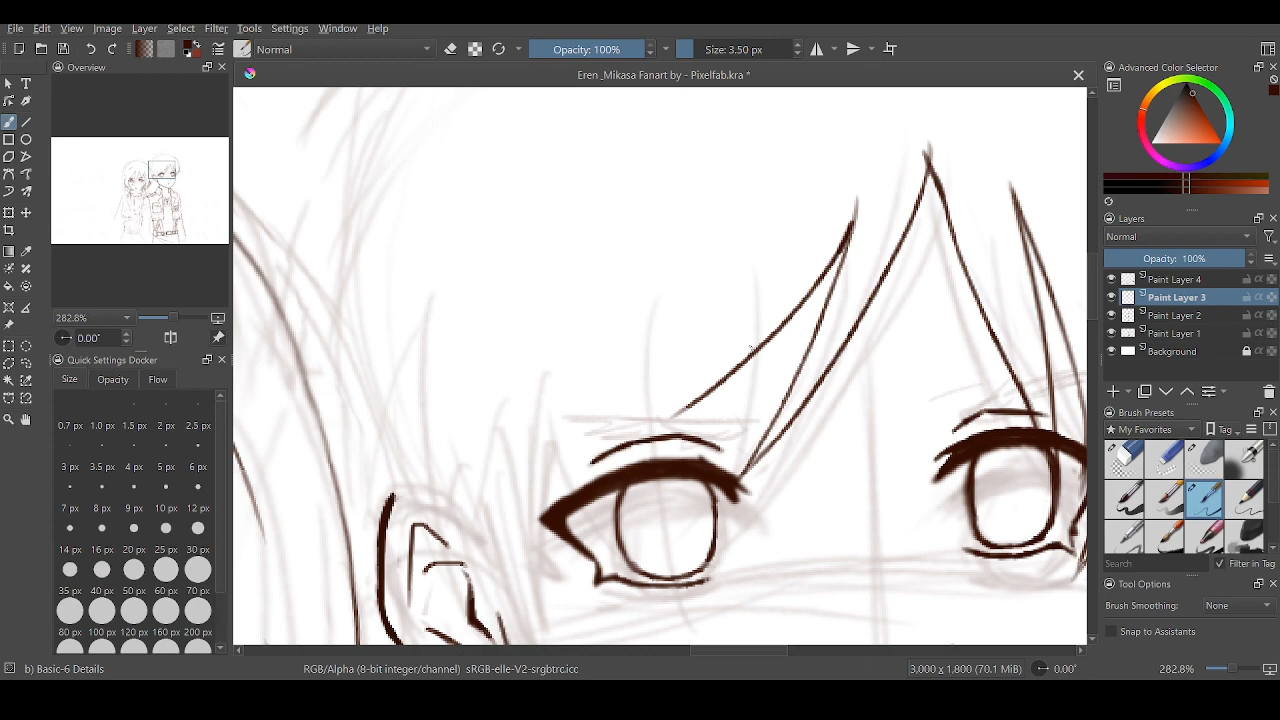 File Edit View Image Layer Select Filter Tools Settings Window Help
Normal Opacity: 100% Size: 3.50 px
Overview
Eren _Mikasa Fanart by - Pixelfab.kra *
Advanced Color Selector
282.8%
0.00°
Quick Settings Docker
Size Opacity Flow
0.7 px 1.0 px 1.5 px 2 px 2.5 px
3 px 3.5 px 4 px 5 px 6 px
7 px 8 px 9 px 10 px 12 px
14 px 16 px 20 px 25 px 30 px
35 px 40 px 50 px 60 px 70 px
80 px 100 px 120 px 160 px 200 px
Layers
Normal
Opacity: 100%
Paint Layer 4
Paint Layer 3
Paint Layer 2
Paint Layer 1
Background
Brush Presets
★ My Favorites Tag
Search Filter in Tag
Tool Options
Brush Smoothing: None
Snap to Assistants
b) Basic-6 Details RGB/Alpha (8-bit integer/channel) sRGB-elle-V2-srgbtrc.icc 3,000 x 1,800 (70.1 MiB) 0.00° 282.8%